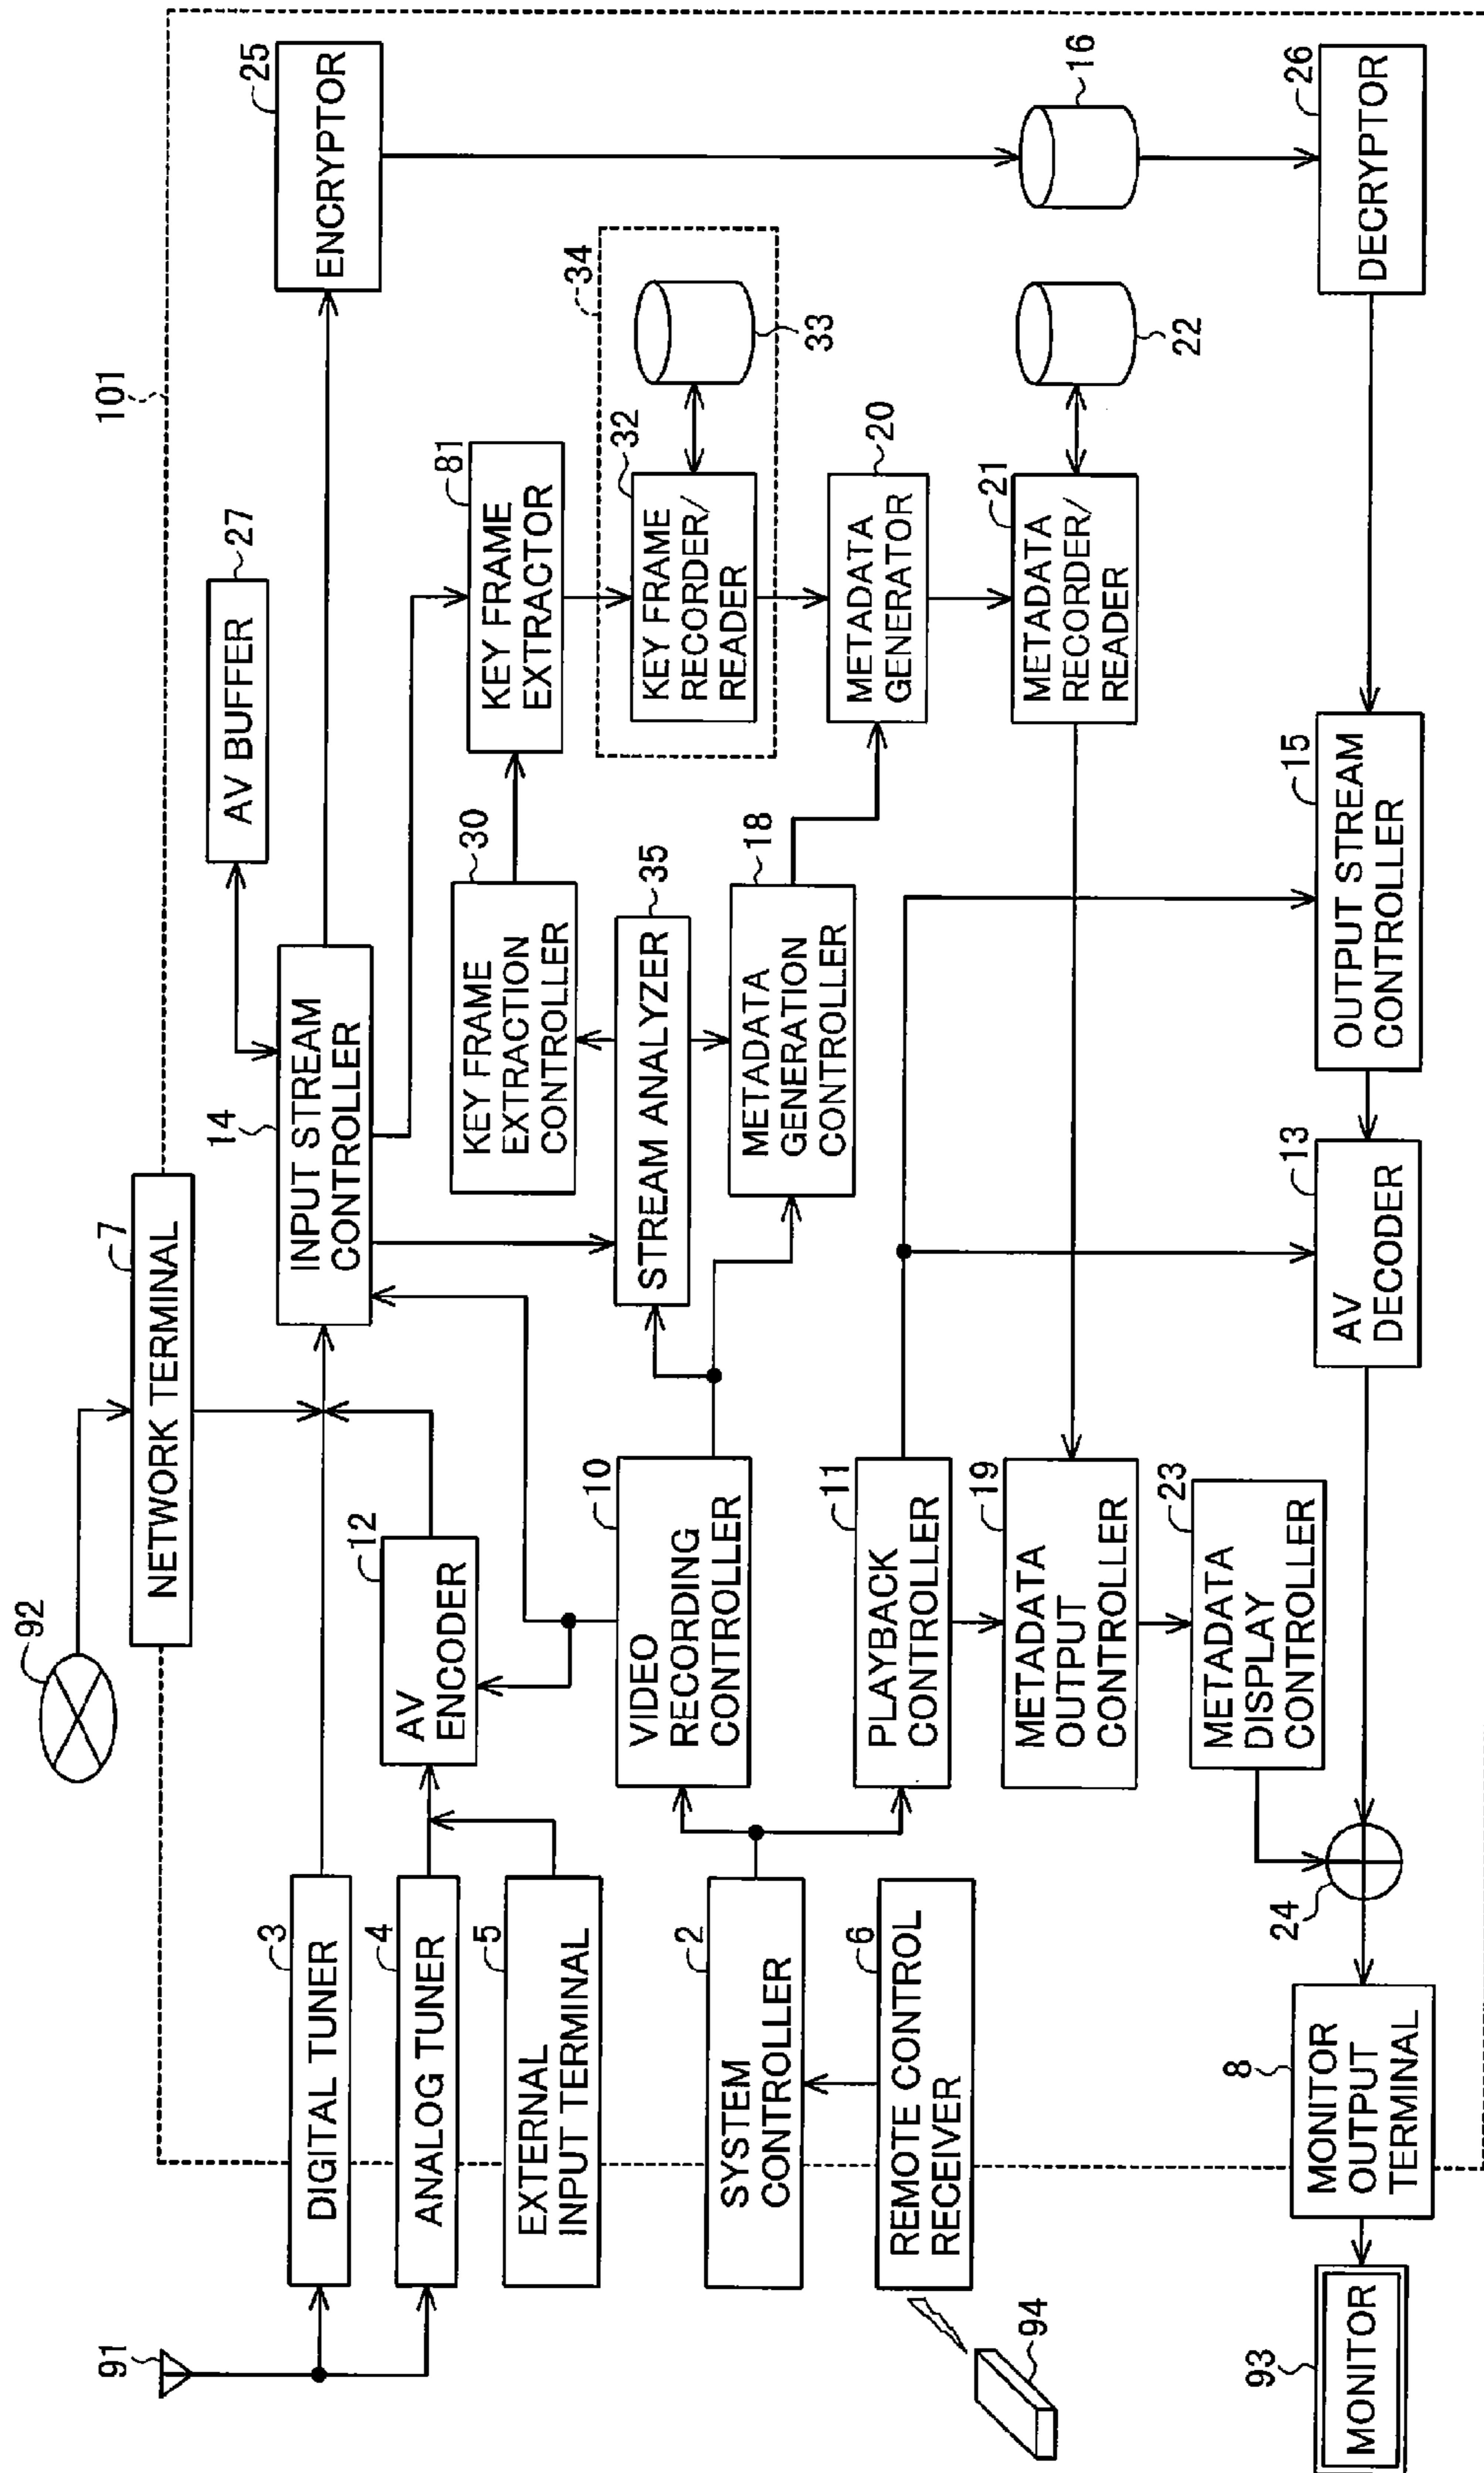 101
92
7
NETWORK TERMINAL
AV BUFFER
27
91
3
DIGITAL TUNER
14
INPUT STREAM
CONTROLLER
25
ENCRYPTOR
4
ANALOG TUNER
12
AV
ENCODER
5
EXTERNAL
INPUT TERMINAL
30
KEY FRAME
EXTRACTION
CONTROLLER
81
KEY FRAME
EXTRACTOR
34
10
VIDEO
RECORDING
CONTROLLER
STREAM ANALYZER
35
32
KEY FRAME
RECORDER/
READER
33
2
SYSTEM
CONTROLLER
18
METADATA
GENERATION
CONTROLLER
20
METADATA
GENERATOR
6
REMOTE CONTROL
RECEIVER
11
PLAYBACK
CONTROLLER
94
19
METADATA
OUTPUT
CONTROLLER
21
METADATA
RECORDER/
READER
22
16
23
METADATA
DISPLAY
CONTROLLER
93
MONITOR
8
MONITOR
OUTPUT
TERMINAL
24
13
AV
DECODER
15
OUTPUT STREAM
CONTROLLER
26
DECRYPTOR